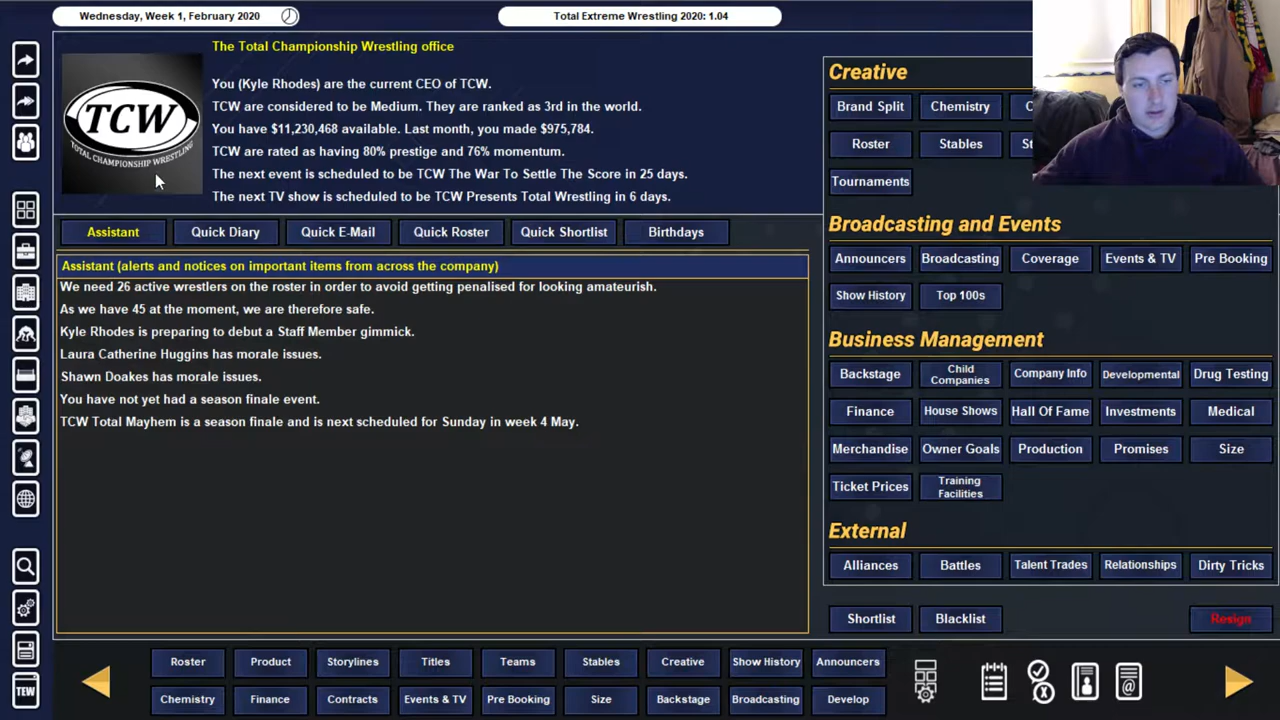 Wednesday, Week 1, February 2020
Total Extreme Wrestling 2020: 1.04
TCW
TOTAL CHAMPIONSHIP WRESTLING
The Total Championship Wrestling office
You (Kyle Rhodes) are the current CEO of TCW.
TCW are considered to be Medium. They are ranked as 3rd in the world.
You have $11,230,468 available. Last month, you made $975,784.
TCW are rated as having 80% prestige and 76% momentum.
The next event is scheduled to be TCW The War To Settle The Score in 25 days.
The next TV show is scheduled to be TCW Presents Total Wrestling in 6 days.
Assistant Quick Diary Quick E-Mail Quick Roster Quick Shortlist Birthdays
Assistant (alerts and notices on important items from across the company)
We need 26 active wrestlers on the roster in order to avoid getting penalised for looking amateurish.
As we have 45 at the moment, we are therefore safe.
Kyle Rhodes is preparing to debut a Staff Member gimmick.
Laura Catherine Huggins has morale issues.
Shawn Doakes has morale issues.
You have not yet had a season finale event.
TCW Total Mayhem is a season finale and is next scheduled for Sunday in week 4 May.
Creative
Brand Split Chemistry
Roster Stables
Tournaments
Broadcasting and Events
Announcers Broadcasting Coverage Events & TV Pre Booking
Show History Top 100s
Business Management
Backstage Child Companies Company Info Developmental Drug Testing
Finance House Shows Hall Of Fame Investments Medical
Merchandise Owner Goals Production Promises Size
Ticket Prices Training Facilities
External
Alliances Battles Talent Trades Relationships Dirty Tricks
Shortlist Blacklist Resign
Roster Product Storylines Titles Teams Stables Creative Show History Announcers
Chemistry Finance Contracts Events & TV Pre Booking Size Backstage Broadcasting Develop
TEW